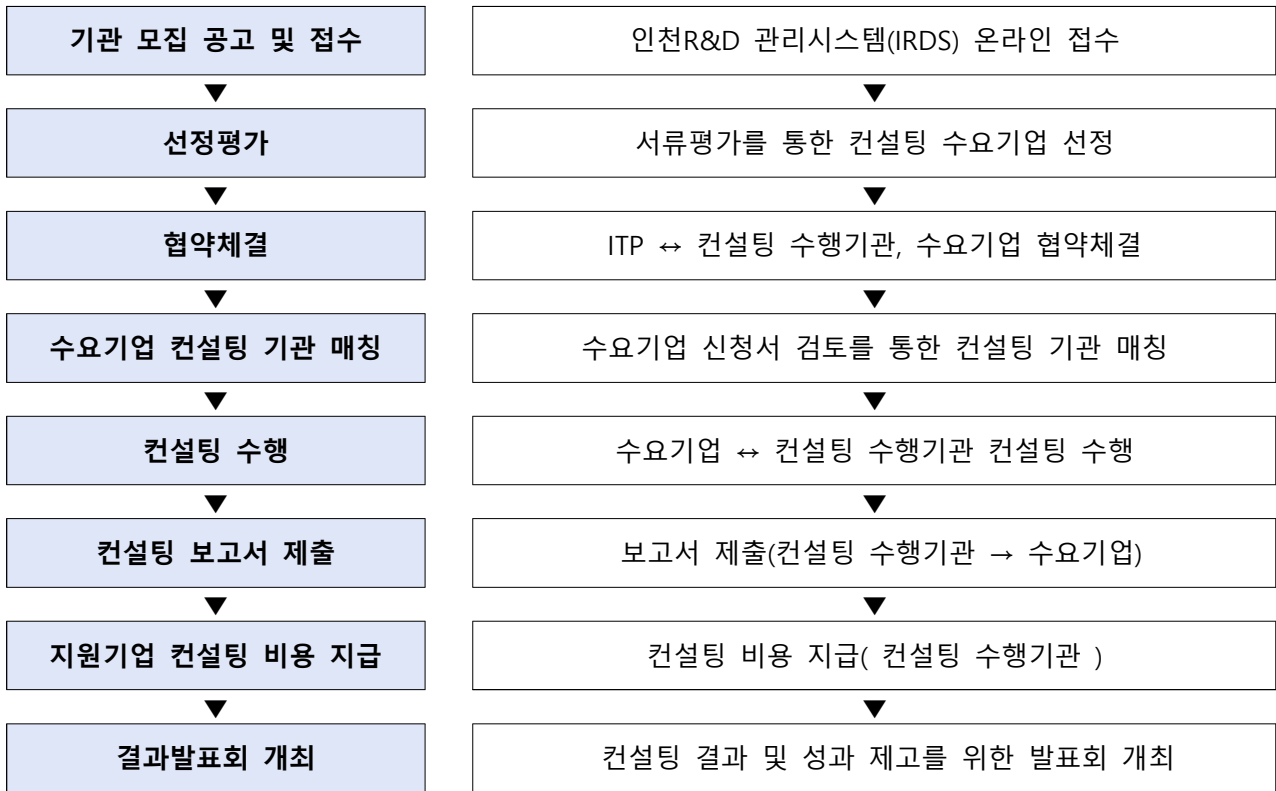 기관 모집 공고 및 접수
인천R&D 관리시스템(IRDS) 온라인 접수
▼
▼
선정평가
서류평가를 통한 컨설팅 수요기업 선정
▼
▼
협약체결
ITP ↔ 컨설팅 수행기관, 수요기업 협약체결
▼
▼
수요기업 컨설팅 기관 매칭
수요기업 신청서 검토를 통한 컨설팅 기관 매칭
▼
▼
컨설팅 수행
수요기업 ↔ 컨설팅 수행기관 컨설팅 수행
▼
▼
컨설팅 보고서 제출
보고서 제출(컨설팅 수행기관 → 수요기업)
▼
▼
지원기업 컨설팅 비용 지급
컨설팅 비용 지급( 컨설팅 수행기관 )
▼
▼
결과발표회 개최
컨설팅 결과 및 성과 제고를 위한 발표회 개최